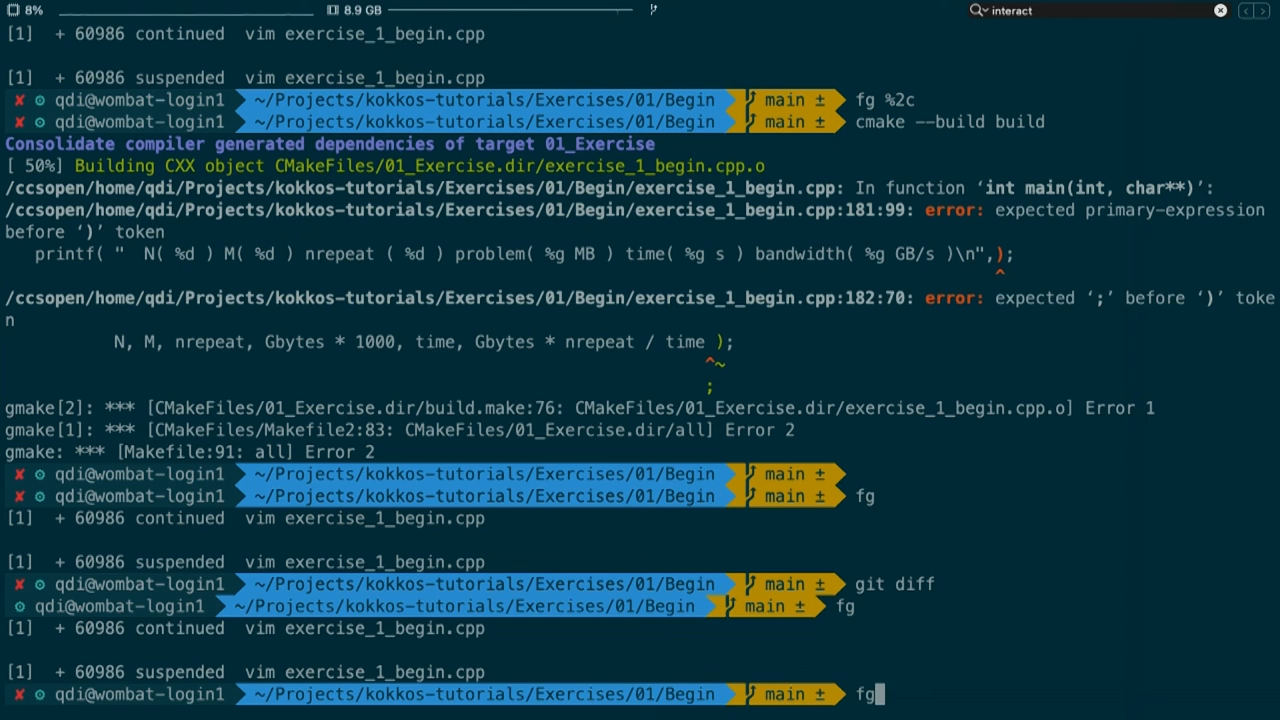 8% 8.9 GB interact
[1]  + 60986 continued  vim exercise_1_begin.cpp
[1]  + 60986 suspended  vim exercise_1_begin.cpp
✘ ⚙ qdi@wombat-login1 ~/Projects/kokkos-tutorials/Exercises/01/Begin main ± fg %2c
✘ ⚙ qdi@wombat-login1 ~/Projects/kokkos-tutorials/Exercises/01/Begin main ± cmake --build build
Consolidate compiler generated dependencies of target 01_Exercise
[ 50%] Building CXX object CMakeFiles/01_Exercise.dir/exercise_1_begin.cpp.o
/ccsopen/home/qdi/Projects/kokkos-tutorials/Exercises/01/Begin/exercise_1_begin.cpp: In function ‘int main(int, char**)’:
/ccsopen/home/qdi/Projects/kokkos-tutorials/Exercises/01/Begin/exercise_1_begin.cpp:181:99: error: expected primary-expression
before ‘)’ token
printf( "  N( %d ) M( %d ) nrepeat ( %d ) problem( %g MB ) time( %g s ) bandwidth( %g GB/s )\n",);
^
/ccsopen/home/qdi/Projects/kokkos-tutorials/Exercises/01/Begin/exercise_1_begin.cpp:182:70: error: expected ‘;’ before ‘)’ toke
n
N, M, nrepeat, Gbytes * 1000, time, Gbytes * nrepeat / time );
^~
;
gmake[2]: *** [CMakeFiles/01_Exercise.dir/build.make:76: CMakeFiles/01_Exercise.dir/exercise_1_begin.cpp.o] Error 1
gmake[1]: *** [CMakeFiles/Makefile2:83: CMakeFiles/01_Exercise.dir/all] Error 2
gmake: *** [Makefile:91: all] Error 2
✘ ⚙ qdi@wombat-login1 ~/Projects/kokkos-tutorials/Exercises/01/Begin main ±
✘ ⚙ qdi@wombat-login1 ~/Projects/kokkos-tutorials/Exercises/01/Begin main ± fg
[1]  + 60986 continued  vim exercise_1_begin.cpp
[1]  + 60986 suspended  vim exercise_1_begin.cpp
✘ ⚙ qdi@wombat-login1 ~/Projects/kokkos-tutorials/Exercises/01/Begin main ± git diff
⚙ qdi@wombat-login1 ~/Projects/kokkos-tutorials/Exercises/01/Begin main ± fg
[1]  + 60986 continued  vim exercise_1_begin.cpp
[1]  + 60986 suspended  vim exercise_1_begin.cpp
✘ ⚙ qdi@wombat-login1 ~/Projects/kokkos-tutorials/Exercises/01/Begin main ± fg